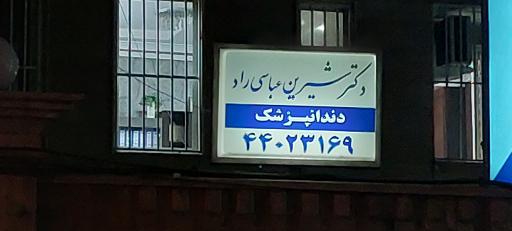 دکتر شیرین عباسی راد
دندانپزشک
۴۴۰۲۳۱۶۹